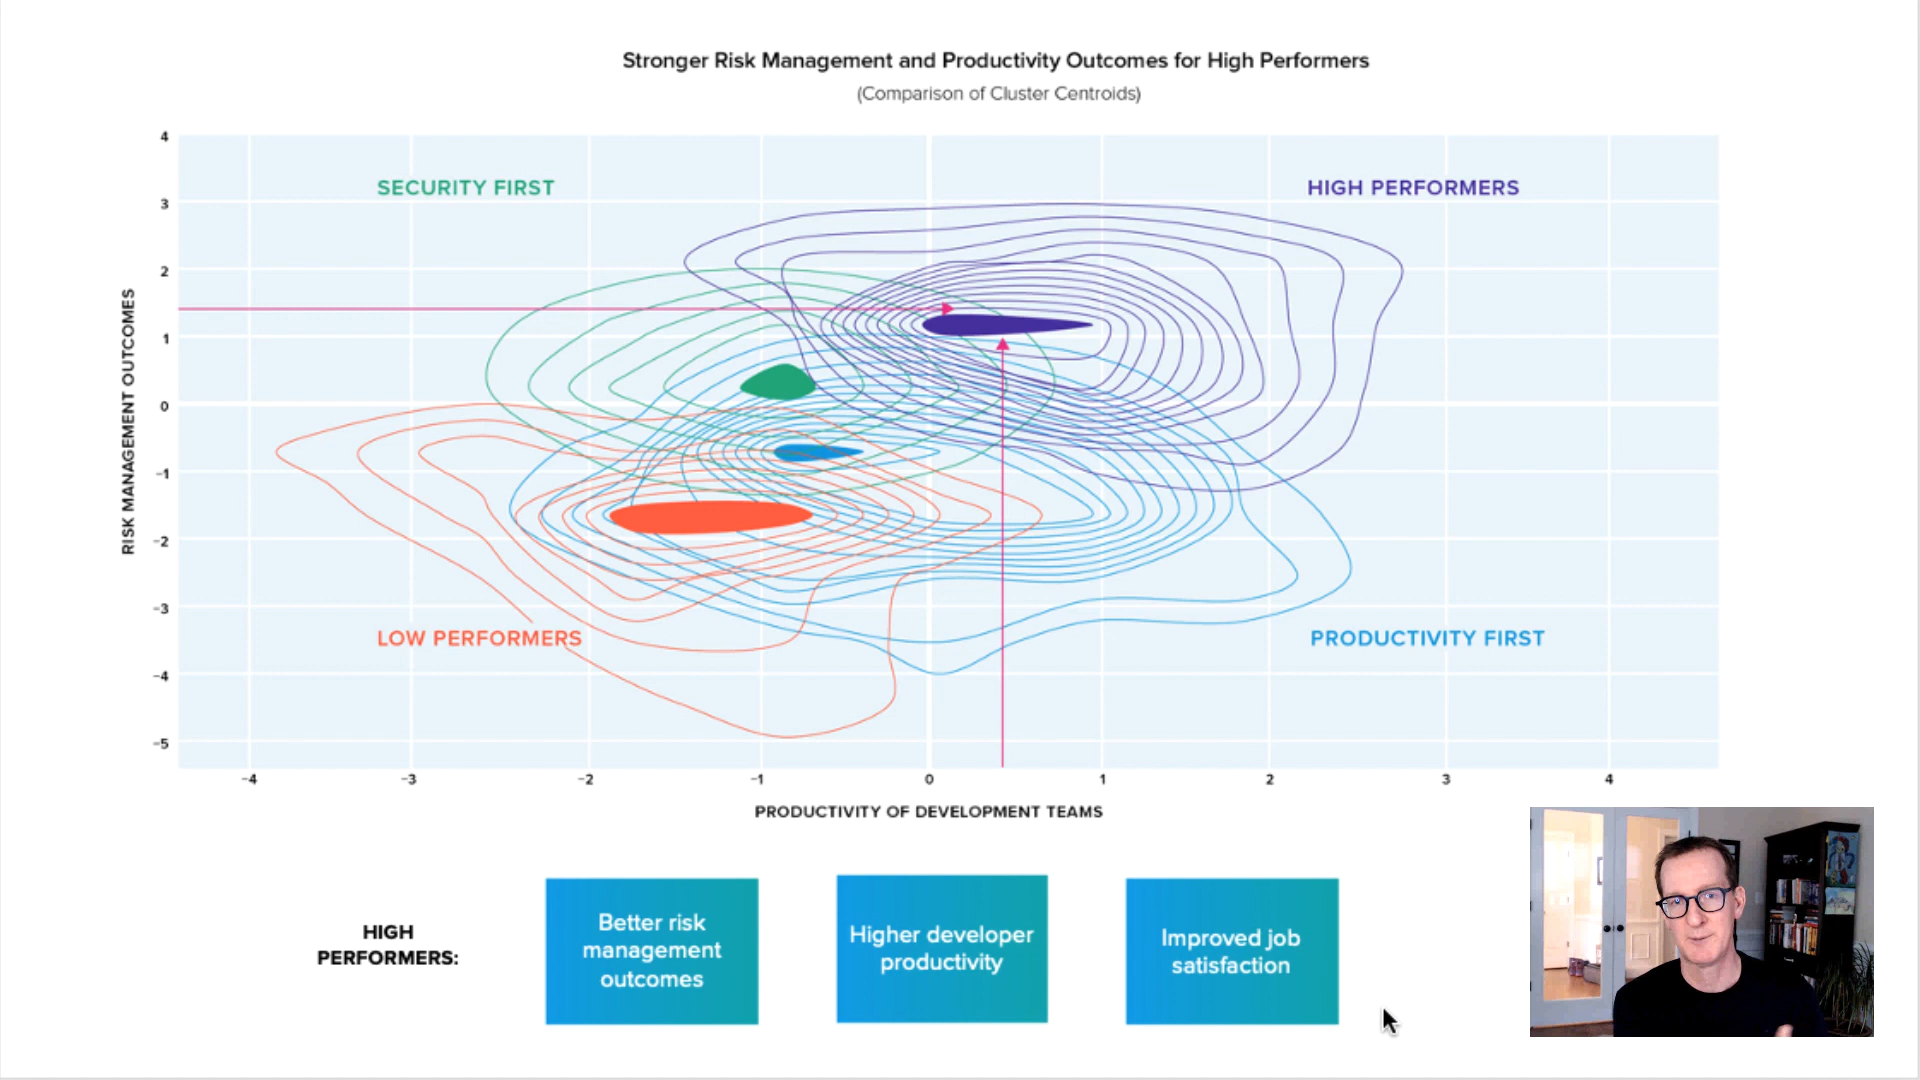 Stronger Risk Management and Productivity Outcomes for High Performers
(Comparison of Cluster Centroids)
4
3
2
1
0
−1
−2
−3
−4
−5
RISK MANAGEMENT OUTCOMES
SECURITY FIRST
HIGH PERFORMERS
LOW PERFORMERS
PRODUCTIVITY FIRST
−4
−3
−2
−1
0
1
2
3
4
PRODUCTIVITY OF DEVELOPMENT TEAMS
HIGH
PERFORMERS:
Better risk
management
outcomes
Higher developer
productivity
Improved job
satisfaction